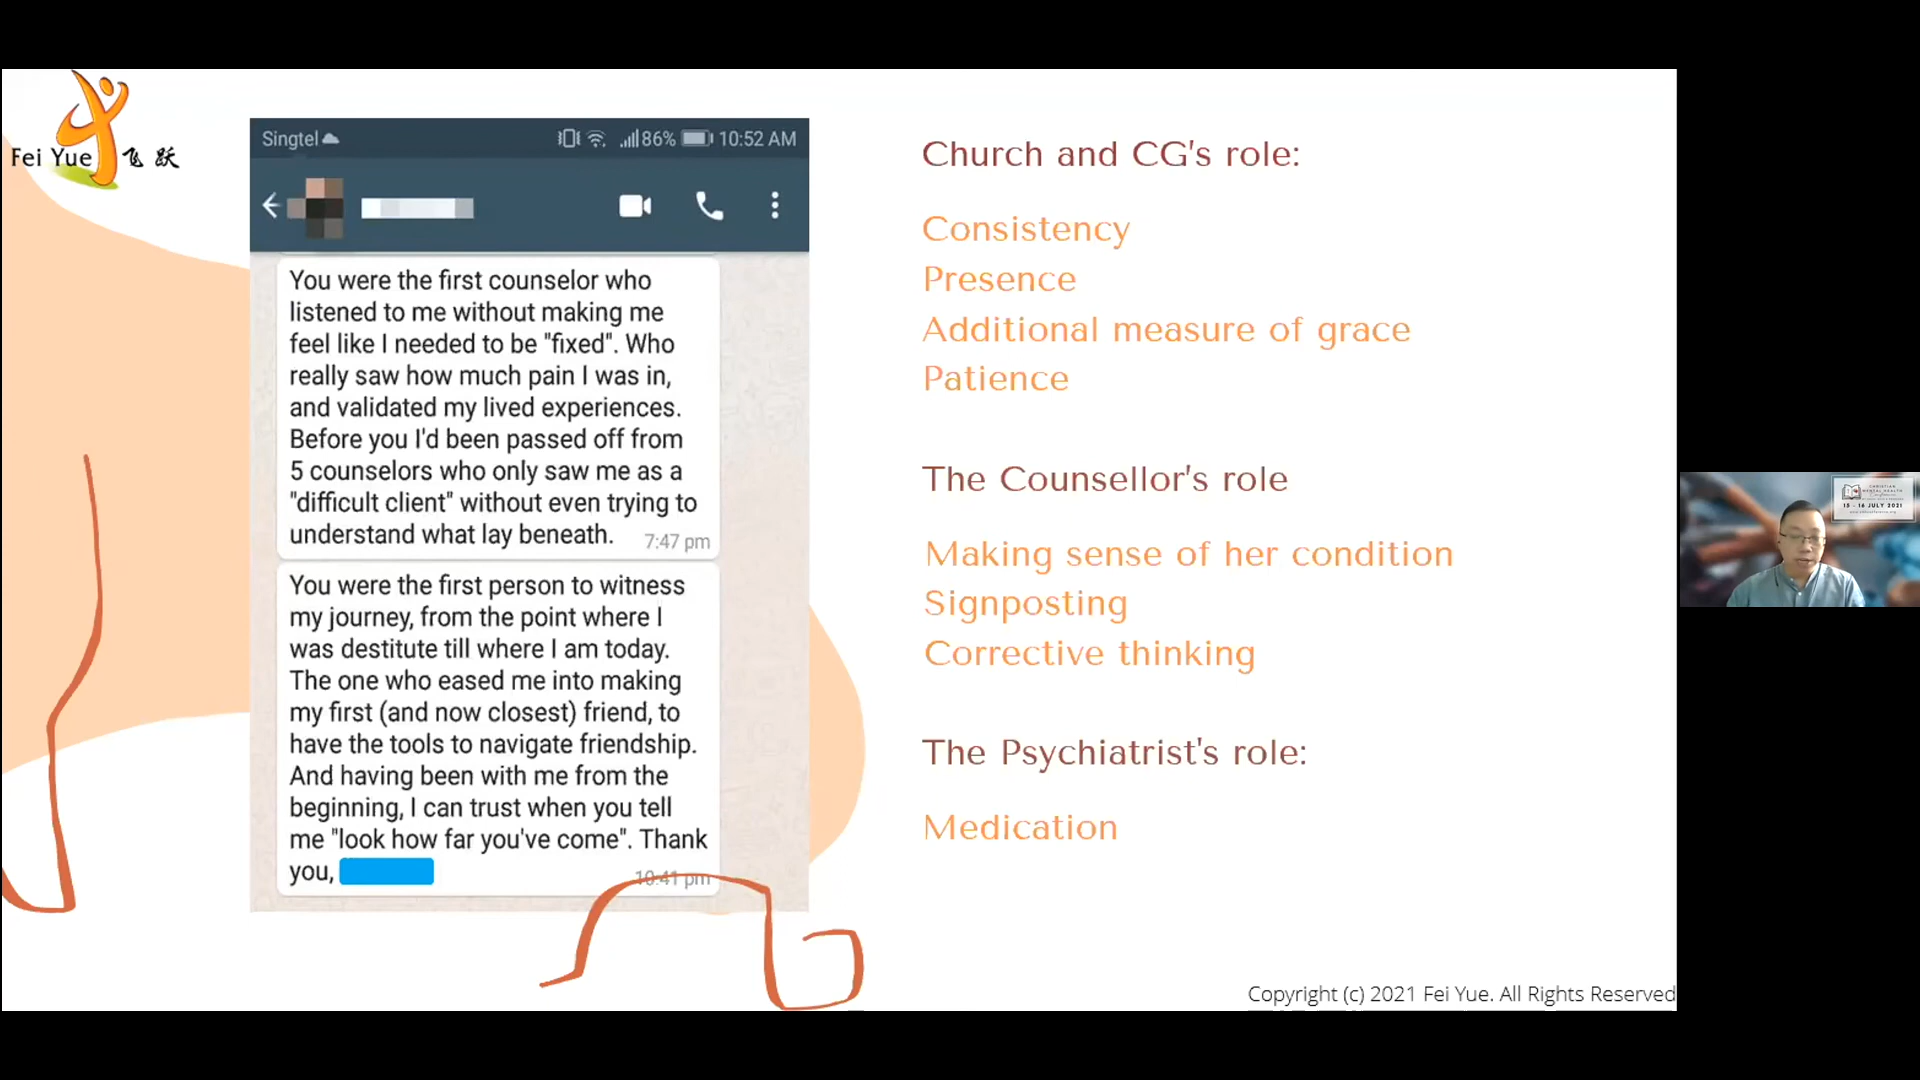 Fei Yue 飞跃
Singtel 86% 10:52 AM
You were the first counselor who
listened to me without making me
feel like I needed to be "fixed". Who
really saw how much pain I was in,
and validated my lived experiences.
Before you I'd been passed off from
5 counselors who only saw me as a
"difficult client" without even trying to
understand what lay beneath. 7:47 pm
You were the first person to witness
my journey, from the point where I
was destitute till where I am today.
The one who eased me into making
my first (and now closest) friend, to
have the tools to navigate friendship.
And having been with me from the
beginning, I can trust when you tell
me "look how far you've come". Thank
you, 10:41 pm
Church and CG's role:
Consistency
Presence
Additional measure of grace
Patience
The Counsellor's role
Making sense of her condition
Signposting
Corrective thinking
The Psychiatrist's role:
Medication
Copyright (c) 2021 Fei Yue. All Rights Reserved
CHRISTIAN
MENTAL HEALTH
Conference
15 - 16 JULY 2021